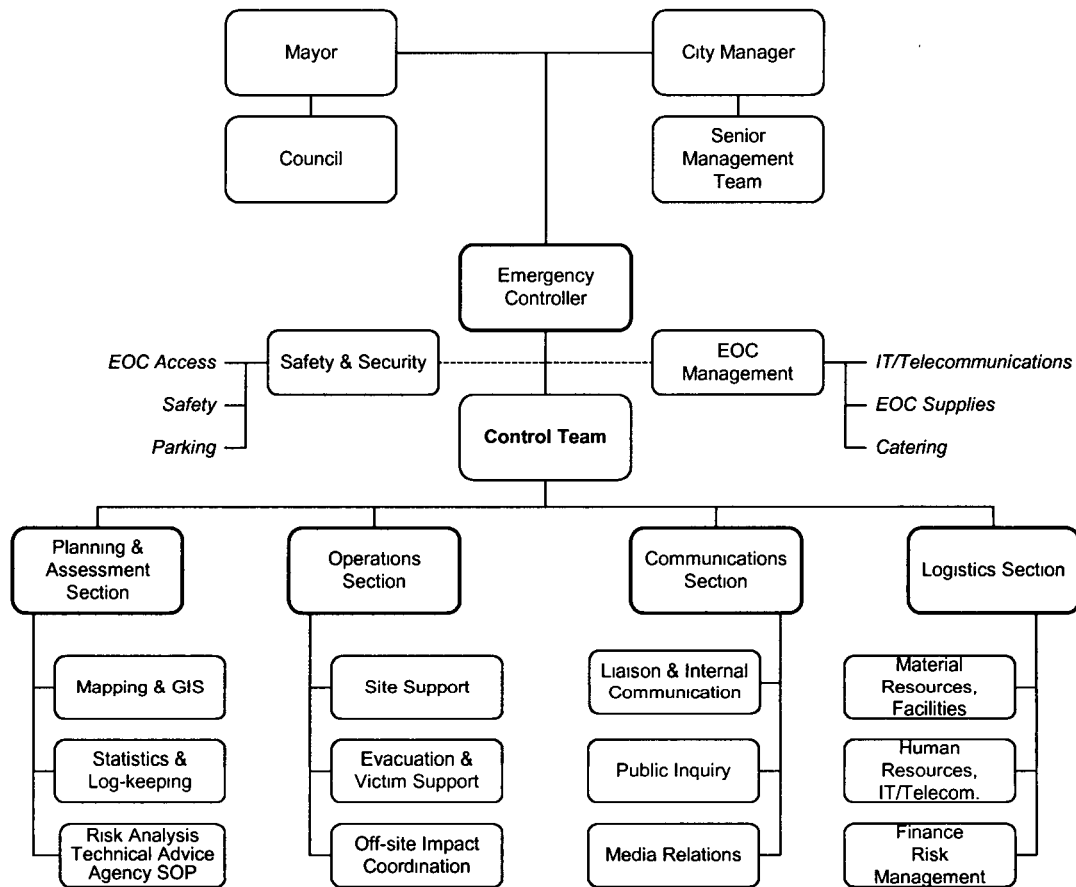 Mayor
City Manager
Council
Senior
Management
Team
Emergency
Controller
EOC Access
Safety & Security
EOC
Management
IT/Telecommunications
Safety
EOC Supplies
Parking
Control Team
Catering
Planning &
Assessment
Section
Operations
Section
Communications
Section
Logistics Section
Mapping & GIS
Site Support
Liaison & Internal
Communication
Material
Resources,
Facilities
Statistics &
Log-keeping
Evacuation &
Victim Support
Public Inquiry
Human
Resources,
IT/Telecom.
Risk Analysis
Technical Advice
Agency SOP
Off-site Impact
Coordination
Media Relations
Finance
Risk
Management